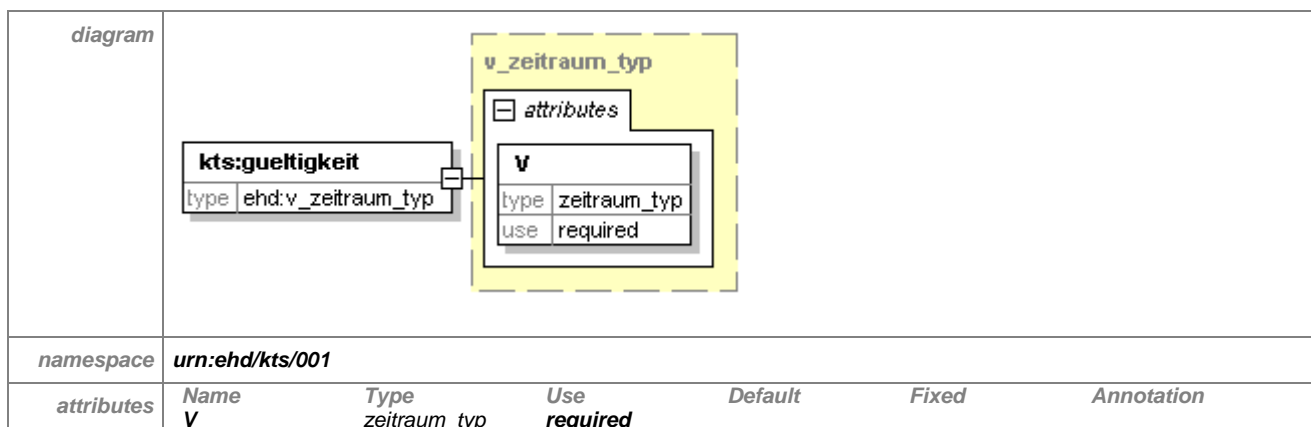 diagram
v_zeitraum_typ
attributes
kts:gueltigkeit
type ehd:v_zeitraum_typ
V
type zeitraum_typ
use required
namespace urn:ehd/kts/001
attributes Name Type Use Default Fixed Annotation
V zeitraum_typ required